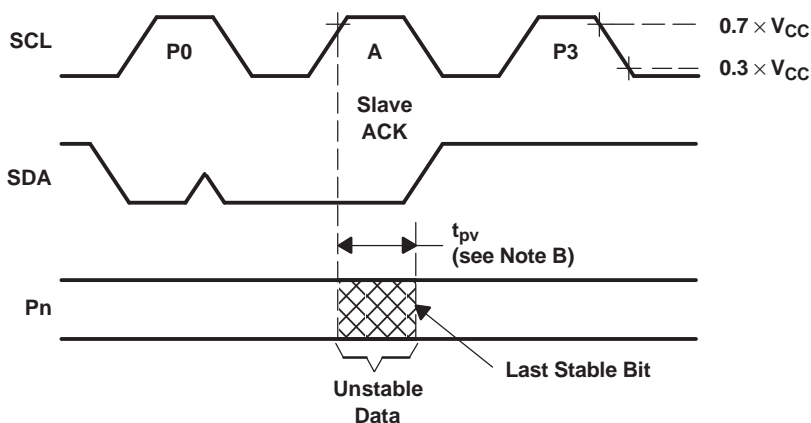 SCL
P0
A
P3
0.7 × VCC
0.3 × VCC
Slave
ACK
SDA
tpv
(see Note B)
Pn
Last Stable Bit
Unstable
Data